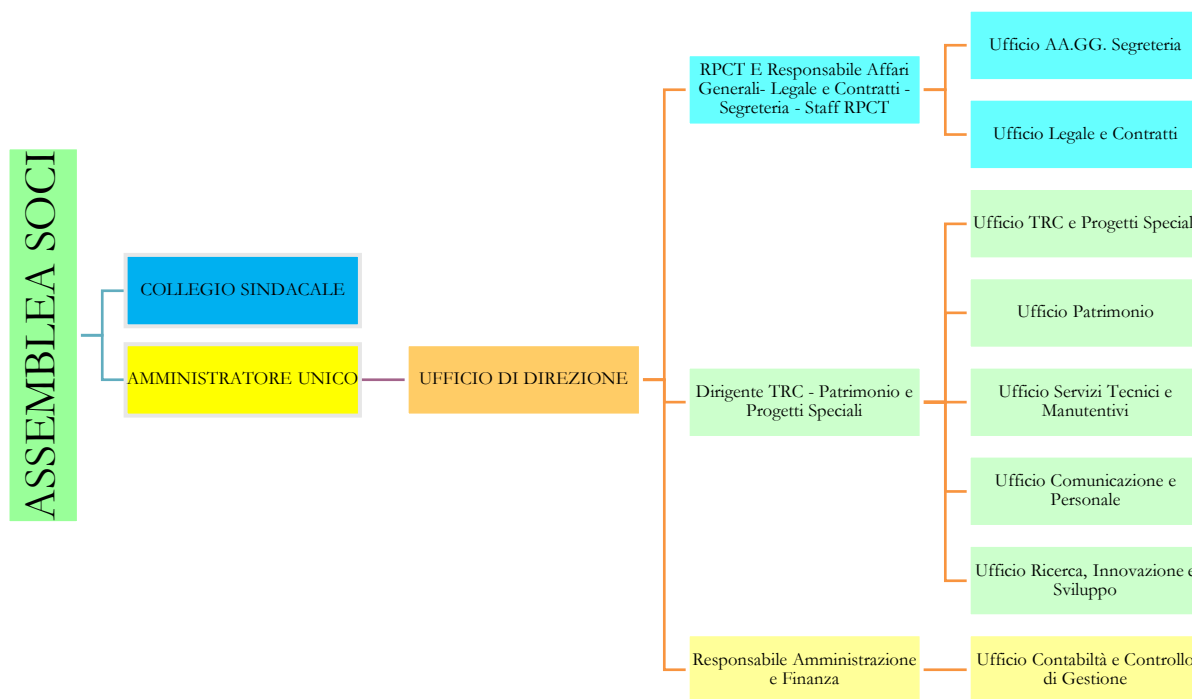 ASSEMBLEA SOCI
COLLEGIO SINDACALE
AMMINISTRATORE UNICO
UFFICIO DI DIREZIONE
RPCT E Responsabile Affari
Generali- Legale e Contratti -
Segreteria - Staff RPCT
Ufficio AA.GG. Segreteria
Ufficio Legale e Contratti
Dirigente TRC - Patrimonio e
Progetti Speciali
Ufficio TRC e Progetti Speciali
Ufficio Patrimonio
Ufficio Servizi Tecnici e
Manutentivi
Ufficio Comunicazione e
Personale
Ufficio Ricerca, Innovazione e
Sviluppo
Responsabile Amministrazione
e Finanza
Ufficio Contabiltà e Controllo
di Gestione